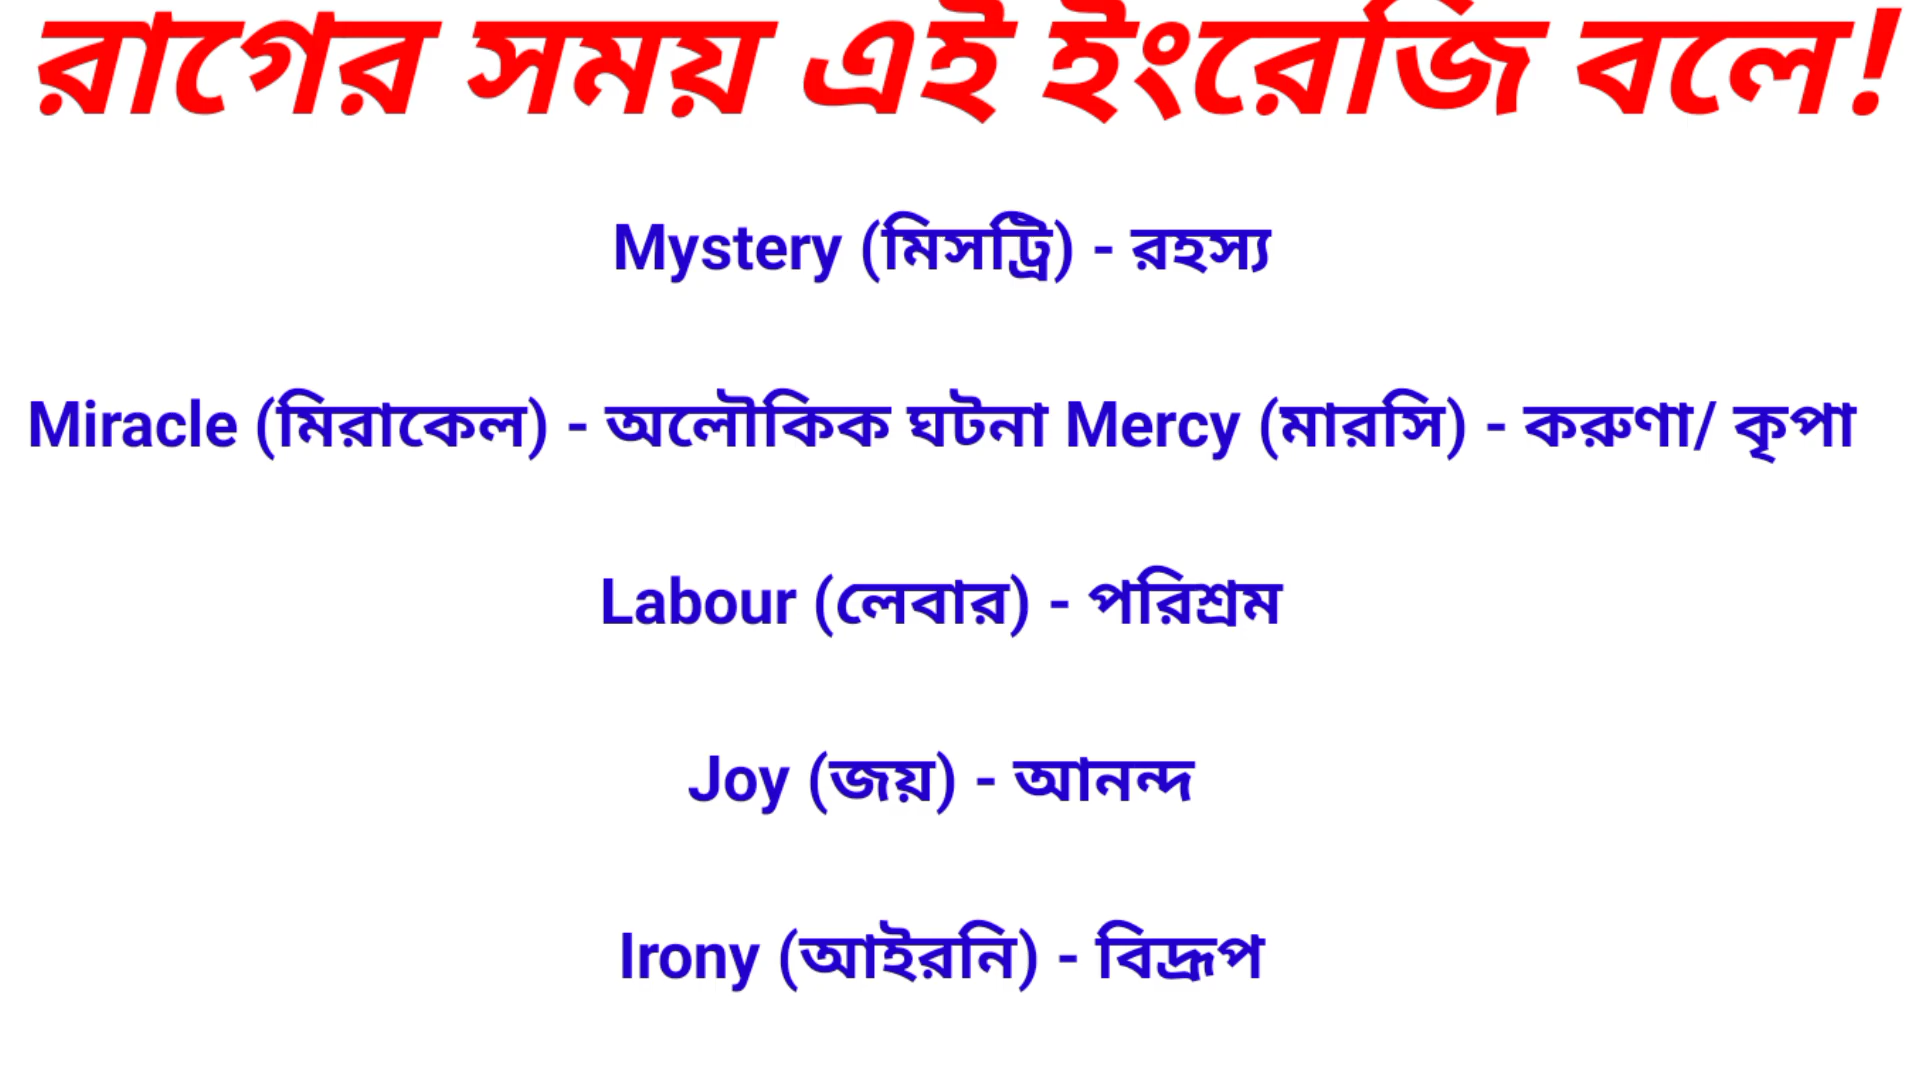 রাগের সময় এই ইংরেজি বলে!
Mystery (মিসট্রি) - রহস্য
Miracle (মিরাকেল) - অলৌকিক ঘটনা Mercy (মারসি) - করুণা/ কৃপা
Labour (লেবার) - পরিশ্রম
Joy (জয়) - আনন্দ
Irony (আইরনি) - বিদ্রূপ